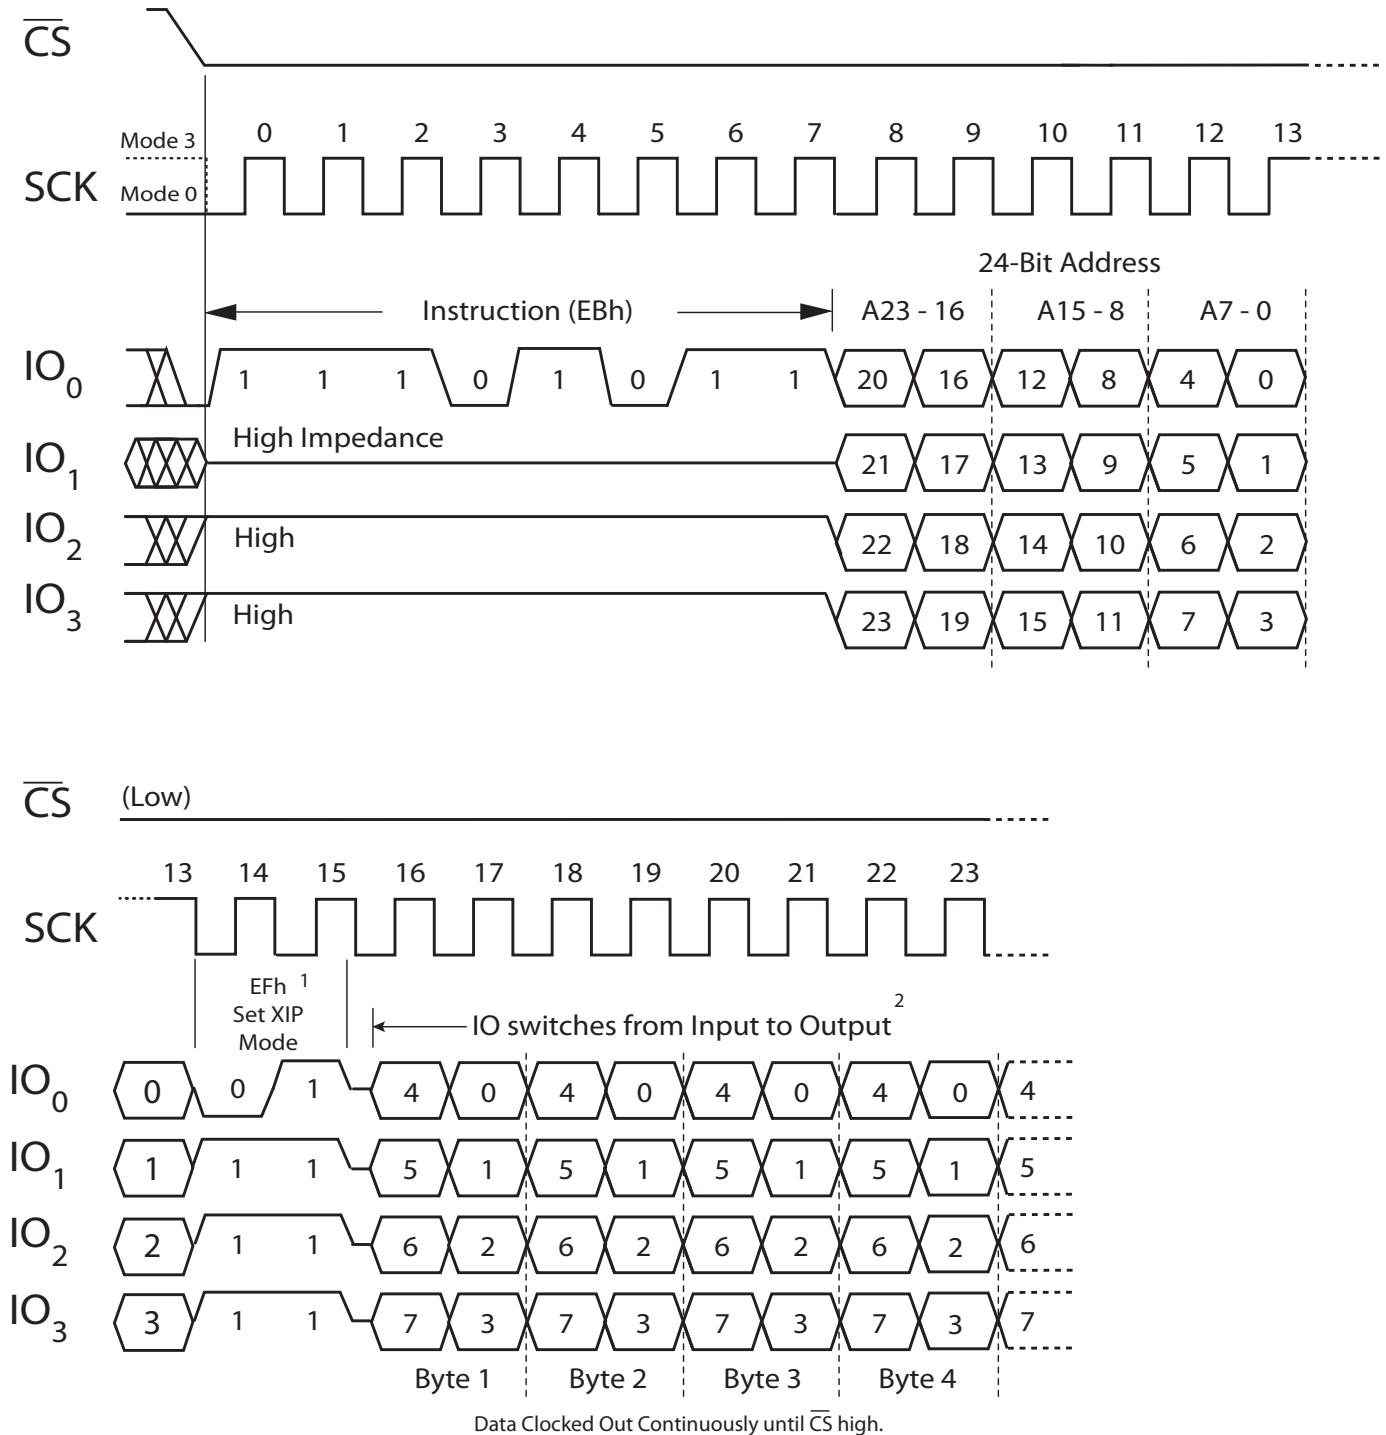 CS
Mode 3
0 1 2 3 4 5 6 7 8 9 10 11 12 13
SCK
Mode 0
24-Bit Address
Instruction (EBh)
A23 - 16 A15 - 8 A7 - 0
IO0 1 1 1 0 1 0 1 1 20 16 12 8 4 0
High Impedance
IO1 21 17 13 9 5 1
IO2 High 22 18 14 10 6 2
IO3 High 23 19 15 11 7 3
CS (Low)
13 14 15 16 17 18 19 20 21 22 23
SCK
EFh 1
Set XIP
Mode
IO switches from Input to Output 2
IO0 0 0 1 4 0 4 0 4 0 4 0 4
IO1 1 1 1 5 1 5 1 5 1 5 1 5
IO2 2 1 1 6 2 6 2 6 2 6 2 6
IO3 3 1 1 7 3 7 3 7 3 7 3 7
Byte 1 Byte 2 Byte 3 Byte 4
Data Clocked Out Continuously until CS high.